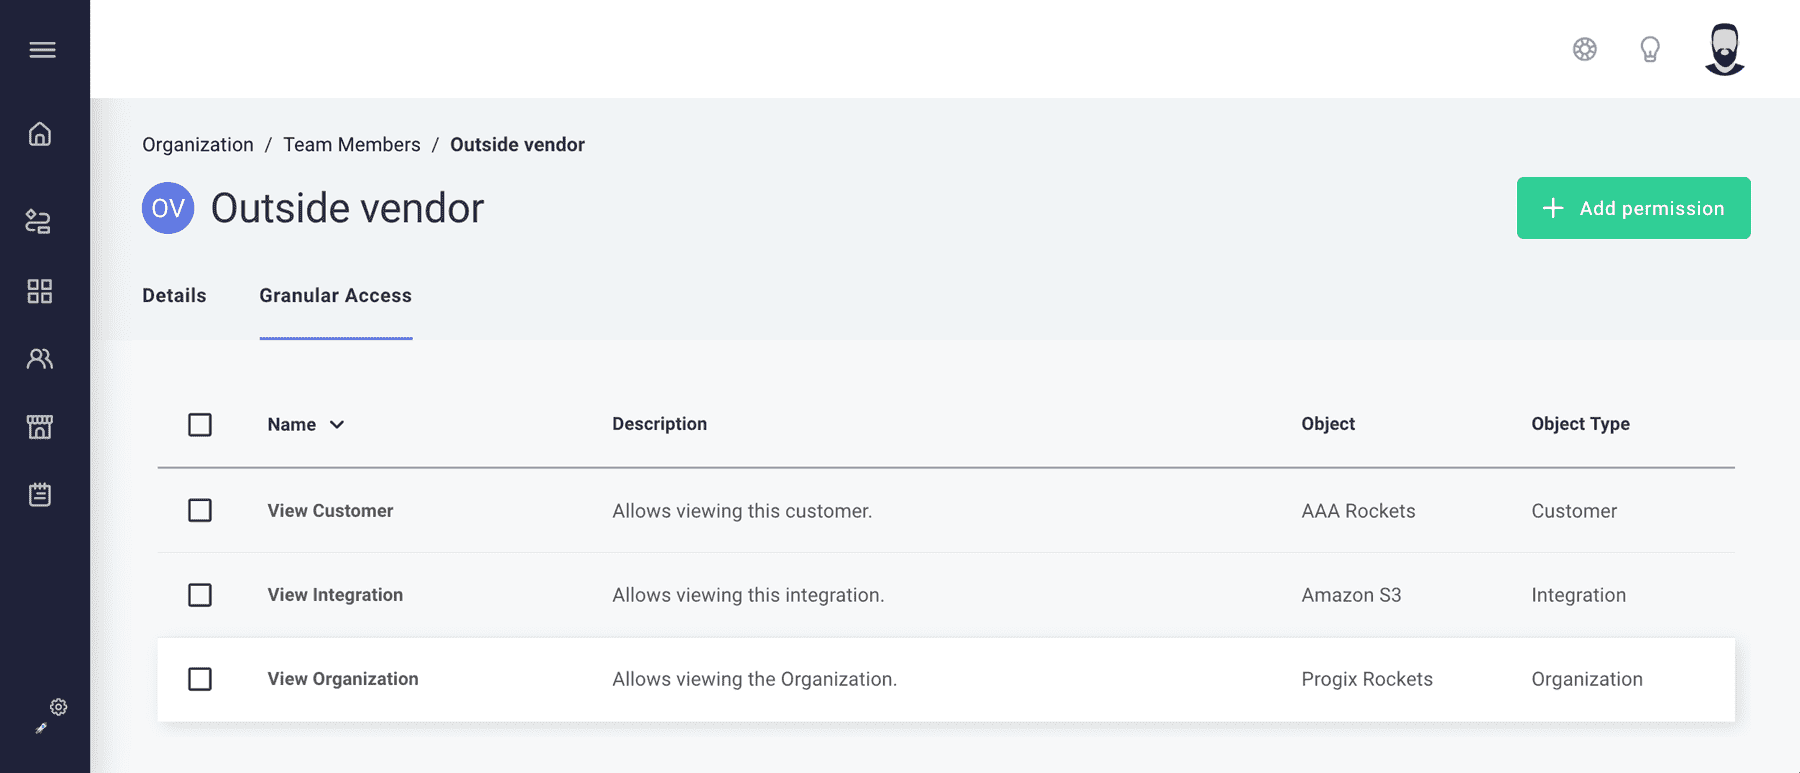 Organization / Team Members / Outside vendor
OV Outside vendor
Add permission
Details Granular Access
Name Description Object Object Type
View Customer Allows viewing this customer. AAA Rockets Customer
View Integration Allows viewing this integration. Amazon S3 Integration
View Organization Allows viewing the Organization. Progix Rockets Organization